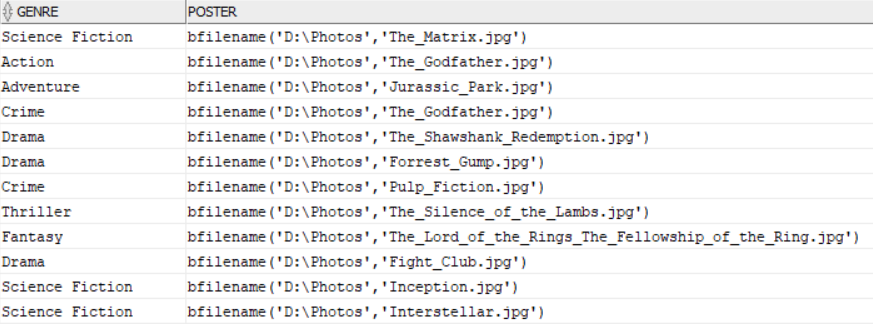 GENRE POSTER
Science Fiction bfilename('D:\Photos','The_Matrix.jpg')
Action bfilename('D:\Photos','The_Godfather.jpg')
Adventure bfilename('D:\Photos','Jurassic_Park.jpg')
Crime bfilename('D:\Photos','The_Godfather.jpg')
Drama bfilename('D:\Photos','The_Shawshank_Redemption.jpg')
Drama bfilename('D:\Photos','Forrest_Gump.jpg')
Crime bfilename('D:\Photos','Pulp_Fiction.jpg')
Thriller bfilename('D:\Photos','The_Silence_of_the_Lambs.jpg')
Fantasy bfilename('D:\Photos','The_Lord_of_the_Rings_The_Fellowship_of_the_Ring.jpg')
Drama bfilename('D:\Photos','Fight_Club.jpg')
Science Fiction bfilename('D:\Photos','Inception.jpg')
Science Fiction bfilename('D:\Photos','Interstellar.jpg')